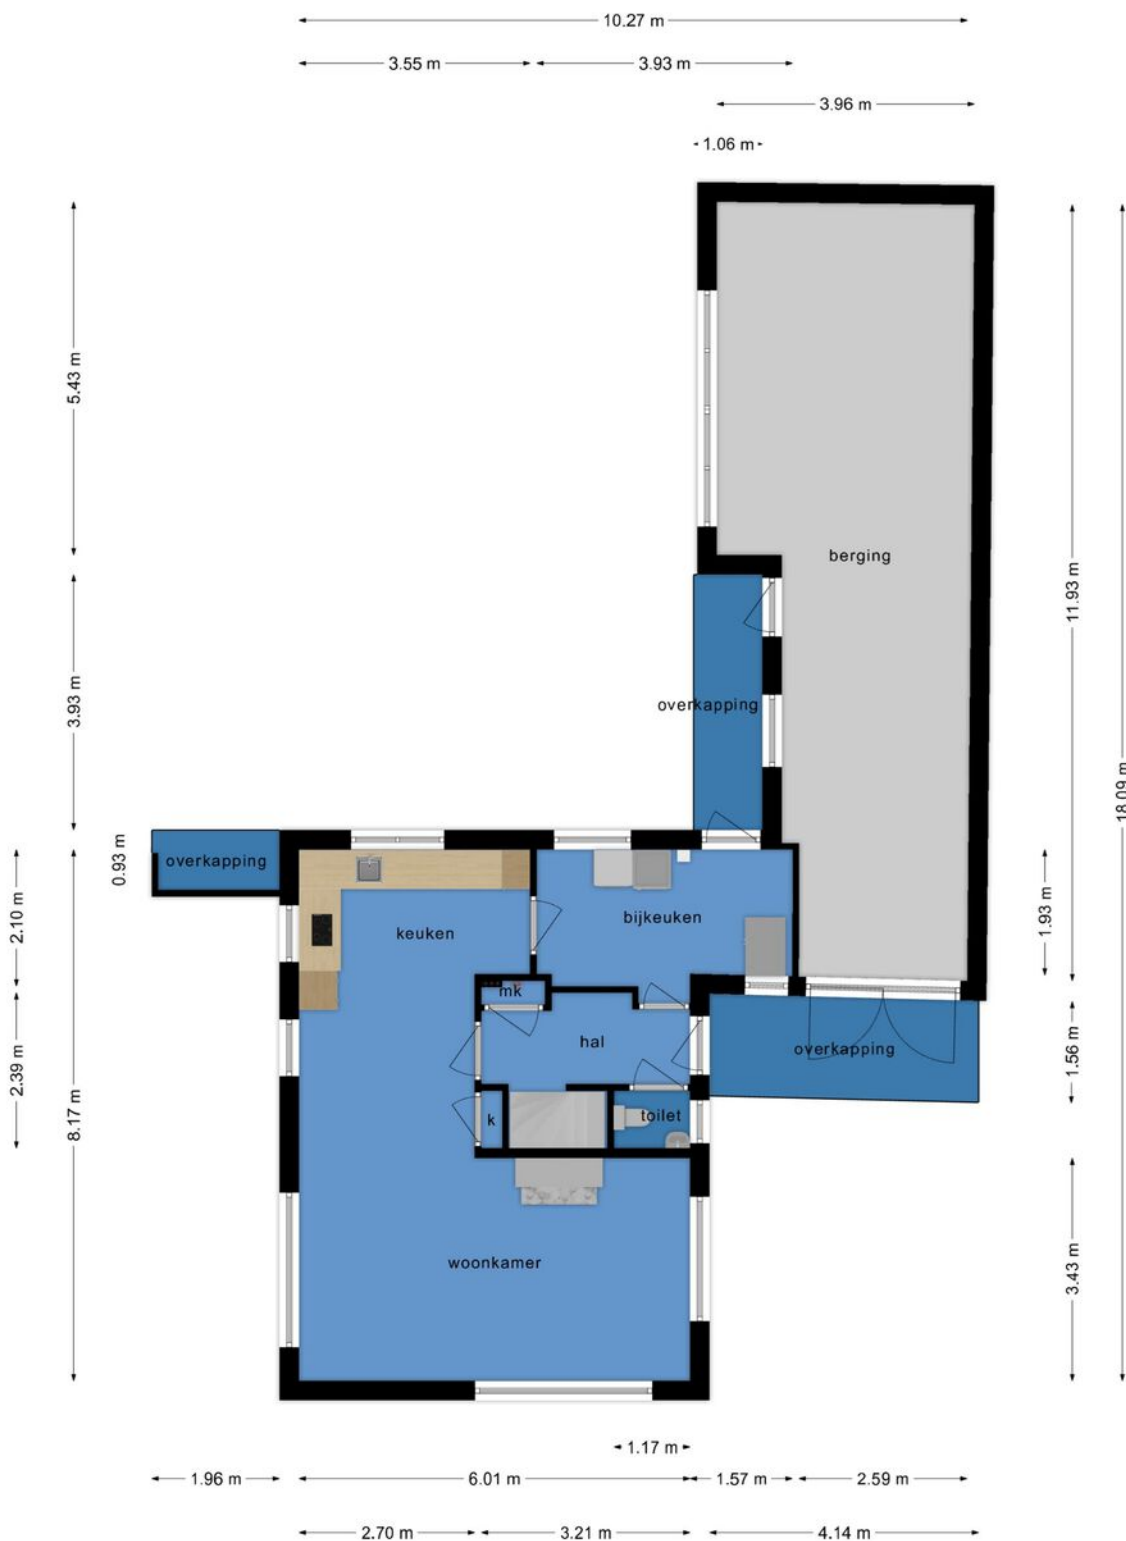 10.27 m
3.55 m
3.93 m
3.96 m
1.06 m
5.43 m
berging
11.93 m
18.09 m
3.93 m
overkapping
0.93 m
overkapping
2.10 m
keuken
bijkeuken
1.93 m
mk
hal
overkapping
1.56 m
2.39 m
8.17 m
k
toilet
woonkamer
3.43 m
1.17 m
1.96 m
6.01 m
1.57 m
2.59 m
2.70 m
3.21 m
4.14 m